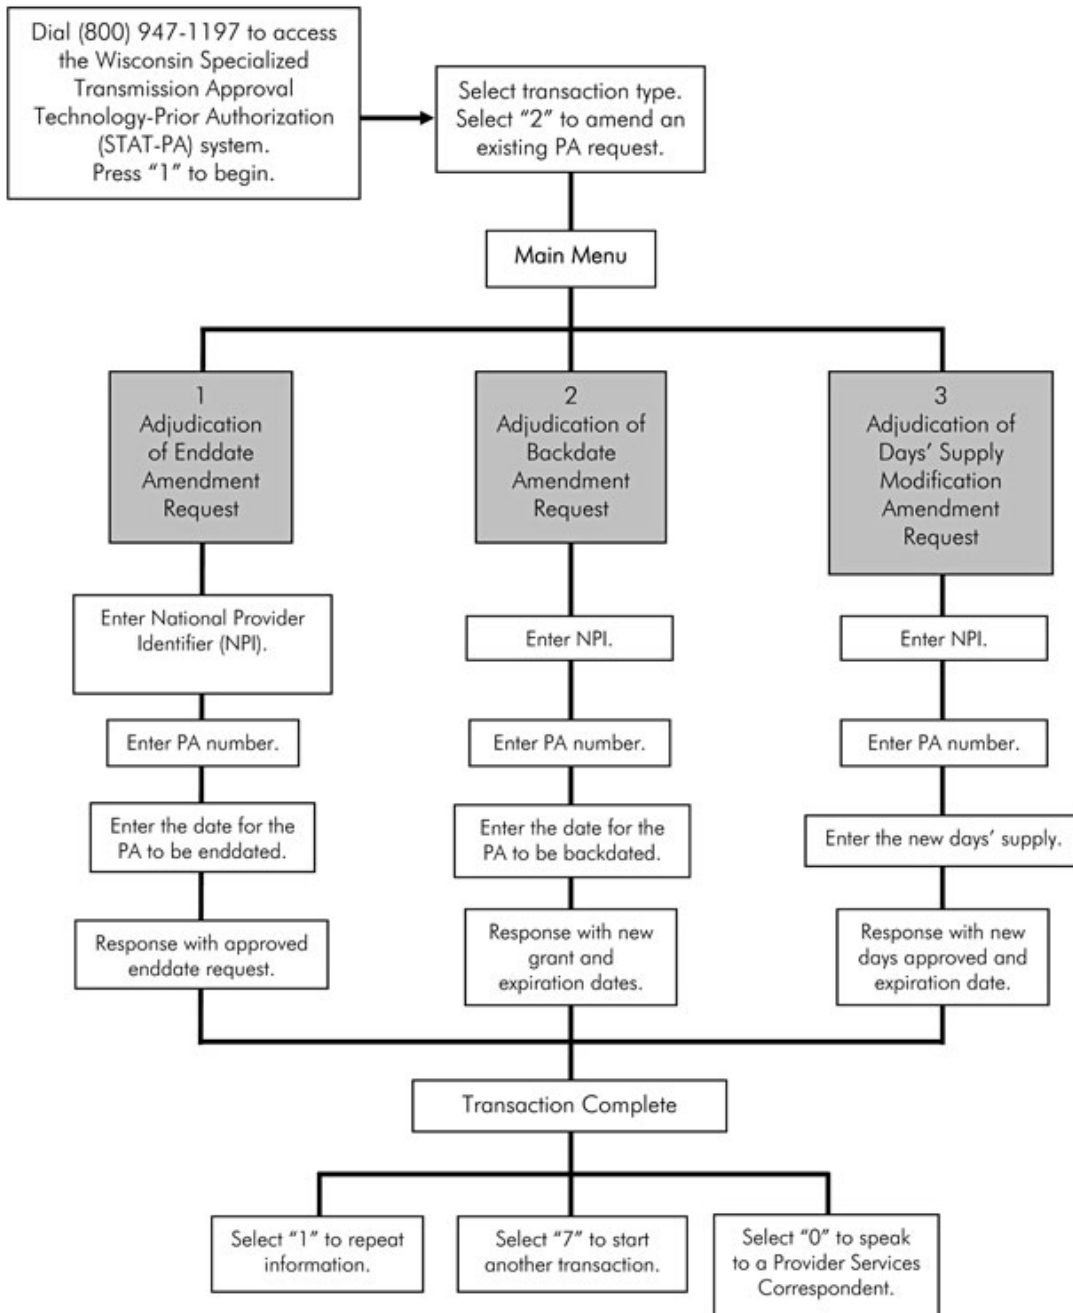 Dial (800) 947-1197 to access
the Wisconsin Specialized
Transmission Approval
Technology-Prior Authorization
(STAT-PA) system.
Press “1” to begin.
Select transaction type.
Select “2” to amend an
existing PA request.
Main Menu
1
Adjudication
of Enddate
Amendment
Request
2
Adjudication of
Backdate
Amendment
Request
3
Adjudication of
Days’ Supply
Modification
Amendment
Request
Enter National Provider
Identifier (NPI).
Enter NPI.
Enter NPI.
Enter PA number.
Enter PA number.
Enter PA number.
Enter the date for the
PA to be enddated.
Enter the date for the
PA to be backdated.
Enter the new days’ supply.
Response with approved
enddate request.
Response with new
grant and
expiration dates.
Response with new
days approved and
expiration date.
Transaction Complete
Select “1” to repeat
information.
Select “7” to start
another transaction.
Select “0” to speak
to a Provider Services
Correspondent.